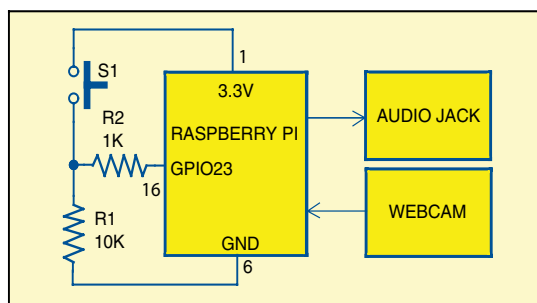 1
S1
3.3V
R2
1K
RASPBERRY PI
AUDIO JACK
GPIO23
16
WEBCAM
R1
10K
GND
6